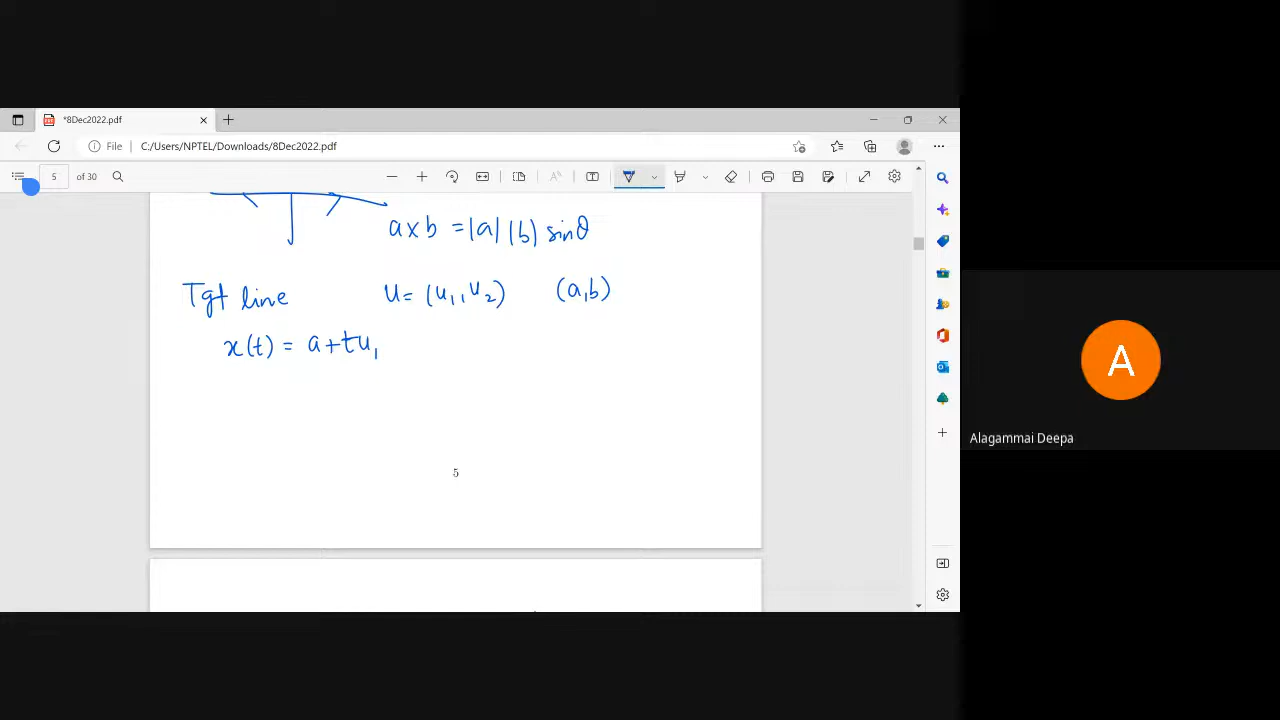 *8Dec2022.pdf
File C:/Users/NPTEL/Downloads/8Dec2022.pdf
5 of 30
a x b = |a| |b| sinθ
Tgt line u = (u₁, u₂) (a, b)
x(t) = a + tu₁
5
A
Alagammai Deepa